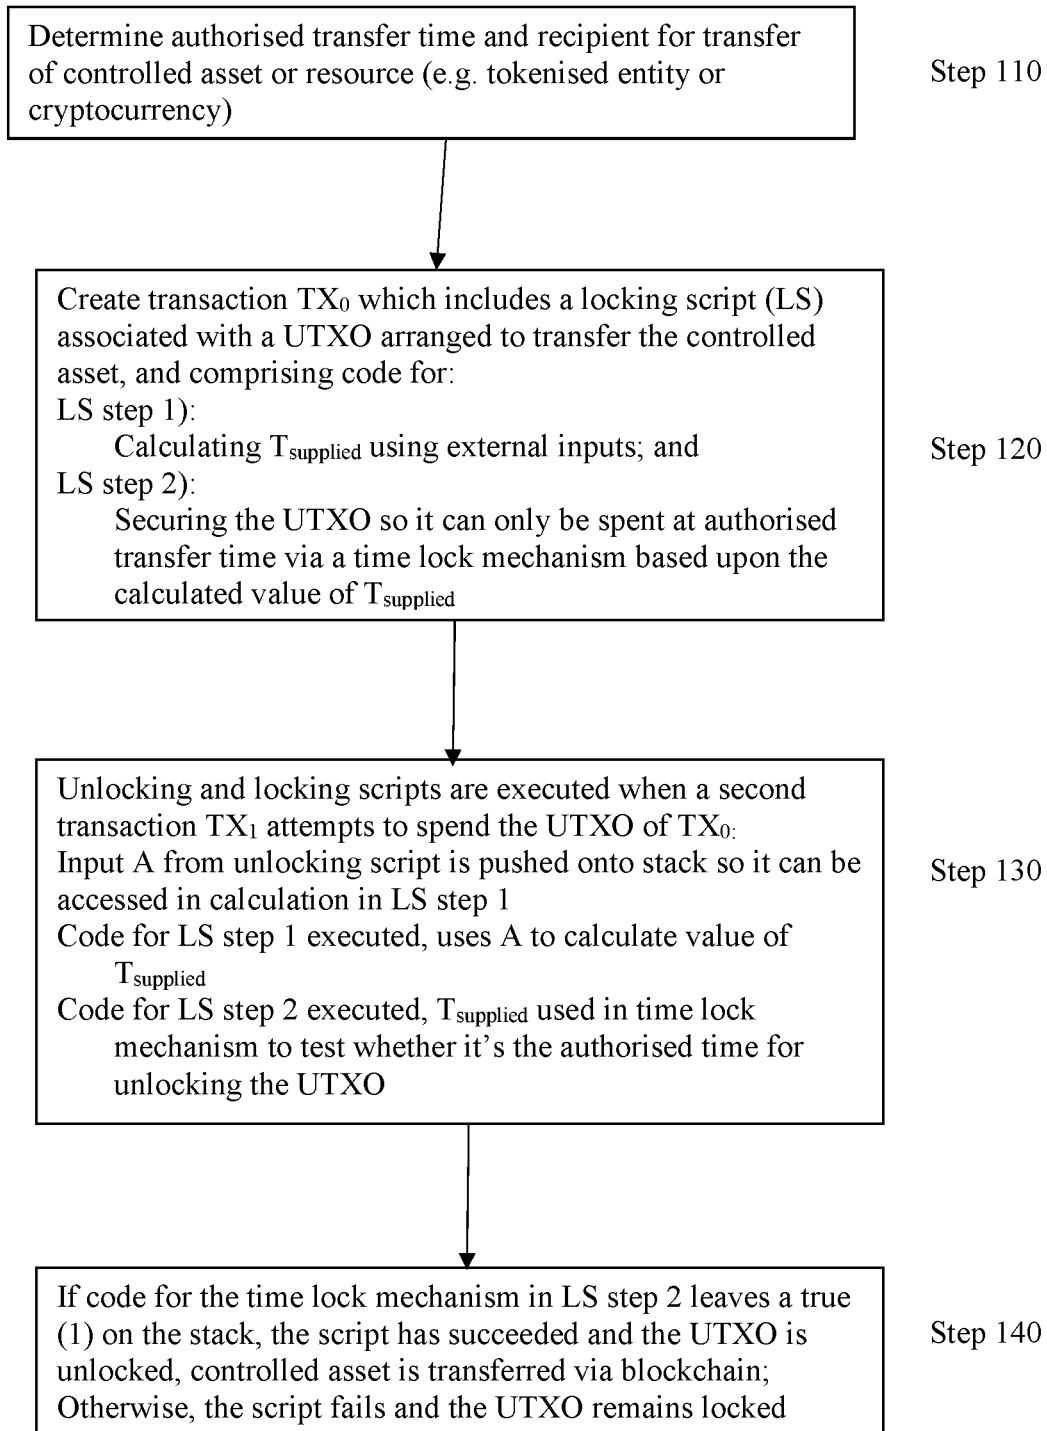 Determine authorised transfer time and recipient for transfer
of controlled asset or resource (e.g. tokenised entity or
cryptocurrency)
Step 110
Create transaction TX0 which includes a locking script (LS)
associated with a UTXO arranged to transfer the controlled
asset, and comprising code for:
LS step 1):
Calculating Tsupplied using external inputs; and
LS step 2):
Securing the UTXO so it can only be spent at authorised
transfer time via a time lock mechanism based upon the
calculated value of Tsupplied
Step 120
Unlocking and locking scripts are executed when a second
transaction TX1 attempts to spend the UTXO of TX0:
Input A from unlocking script is pushed onto stack so it can be
accessed in calculation in LS step 1
Code for LS step 1 executed, uses A to calculate value of
Tsupplied
Code for LS step 2 executed, Tsupplied used in time lock
mechanism to test whether it’s the authorised time for
unlocking the UTXO
Step 130
If code for the time lock mechanism in LS step 2 leaves a true
(1) on the stack, the script has succeeded and the UTXO is
unlocked, controlled asset is transferred via blockchain;
Otherwise, the script fails and the UTXO remains locked
Step 140